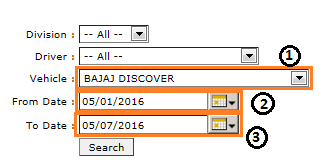 Division : -- All --
Driver : -- All --
1
Vehicle : BAJAJ DISCOVER
From Date : 05/01/2016 2
To Date : 05/07/2016 3
Search